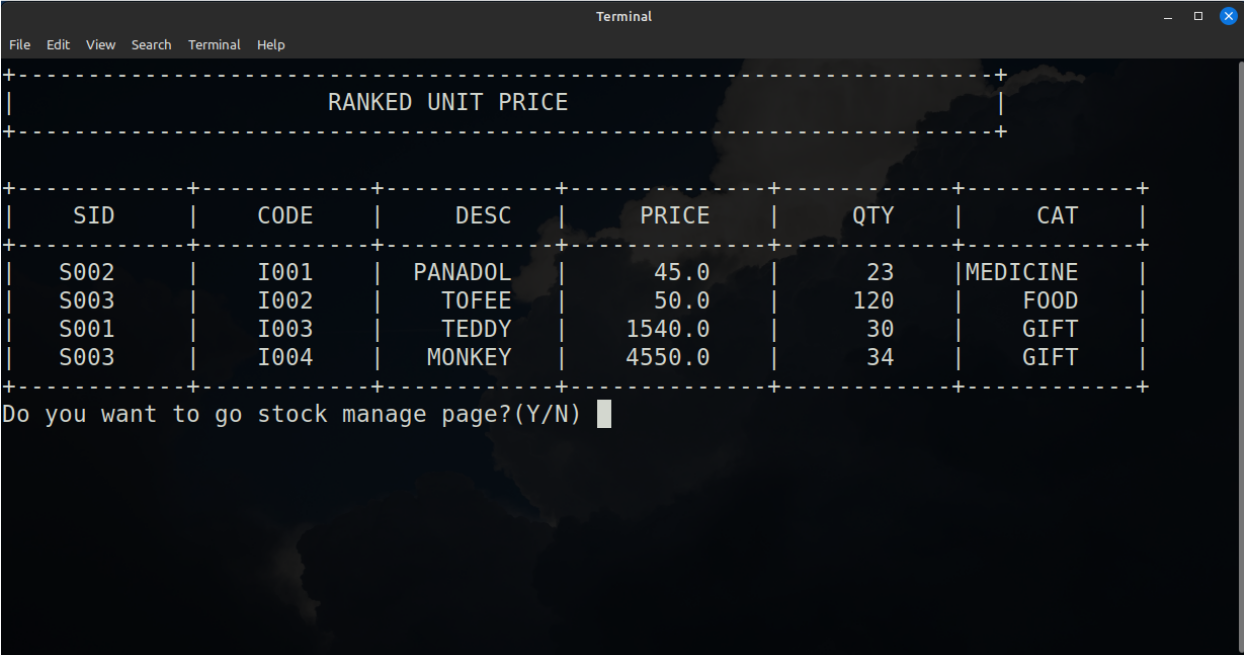 Terminal
File Edit View Search Terminal Help
+---------------------------------------------------------------------+
|                      RANKED UNIT PRICE                              |
+---------------------------------------------------------------------+
+------------+------------+------------+--------------+------------+------------+
|    SID     |    CODE    |     DESC   |     PRICE    |     QTY    |     CAT    |
+------------+------------+------------+--------------+------------+------------+
|   S002     |    I001    |  PANADOL   |      45.0    |      23    |MEDICINE    |
|   S003     |    I002    |    TOFEE   |      50.0    |     120    |    FOOD    |
|   S001     |    I003    |    TEDDY   |    1540.0    |      30    |    GIFT    |
|   S003     |    I004    |   MONKEY   |    4550.0    |      34    |    GIFT    |
+------------+------------+------------+--------------+------------+------------+
Do you want to go stock manage page?(Y/N)